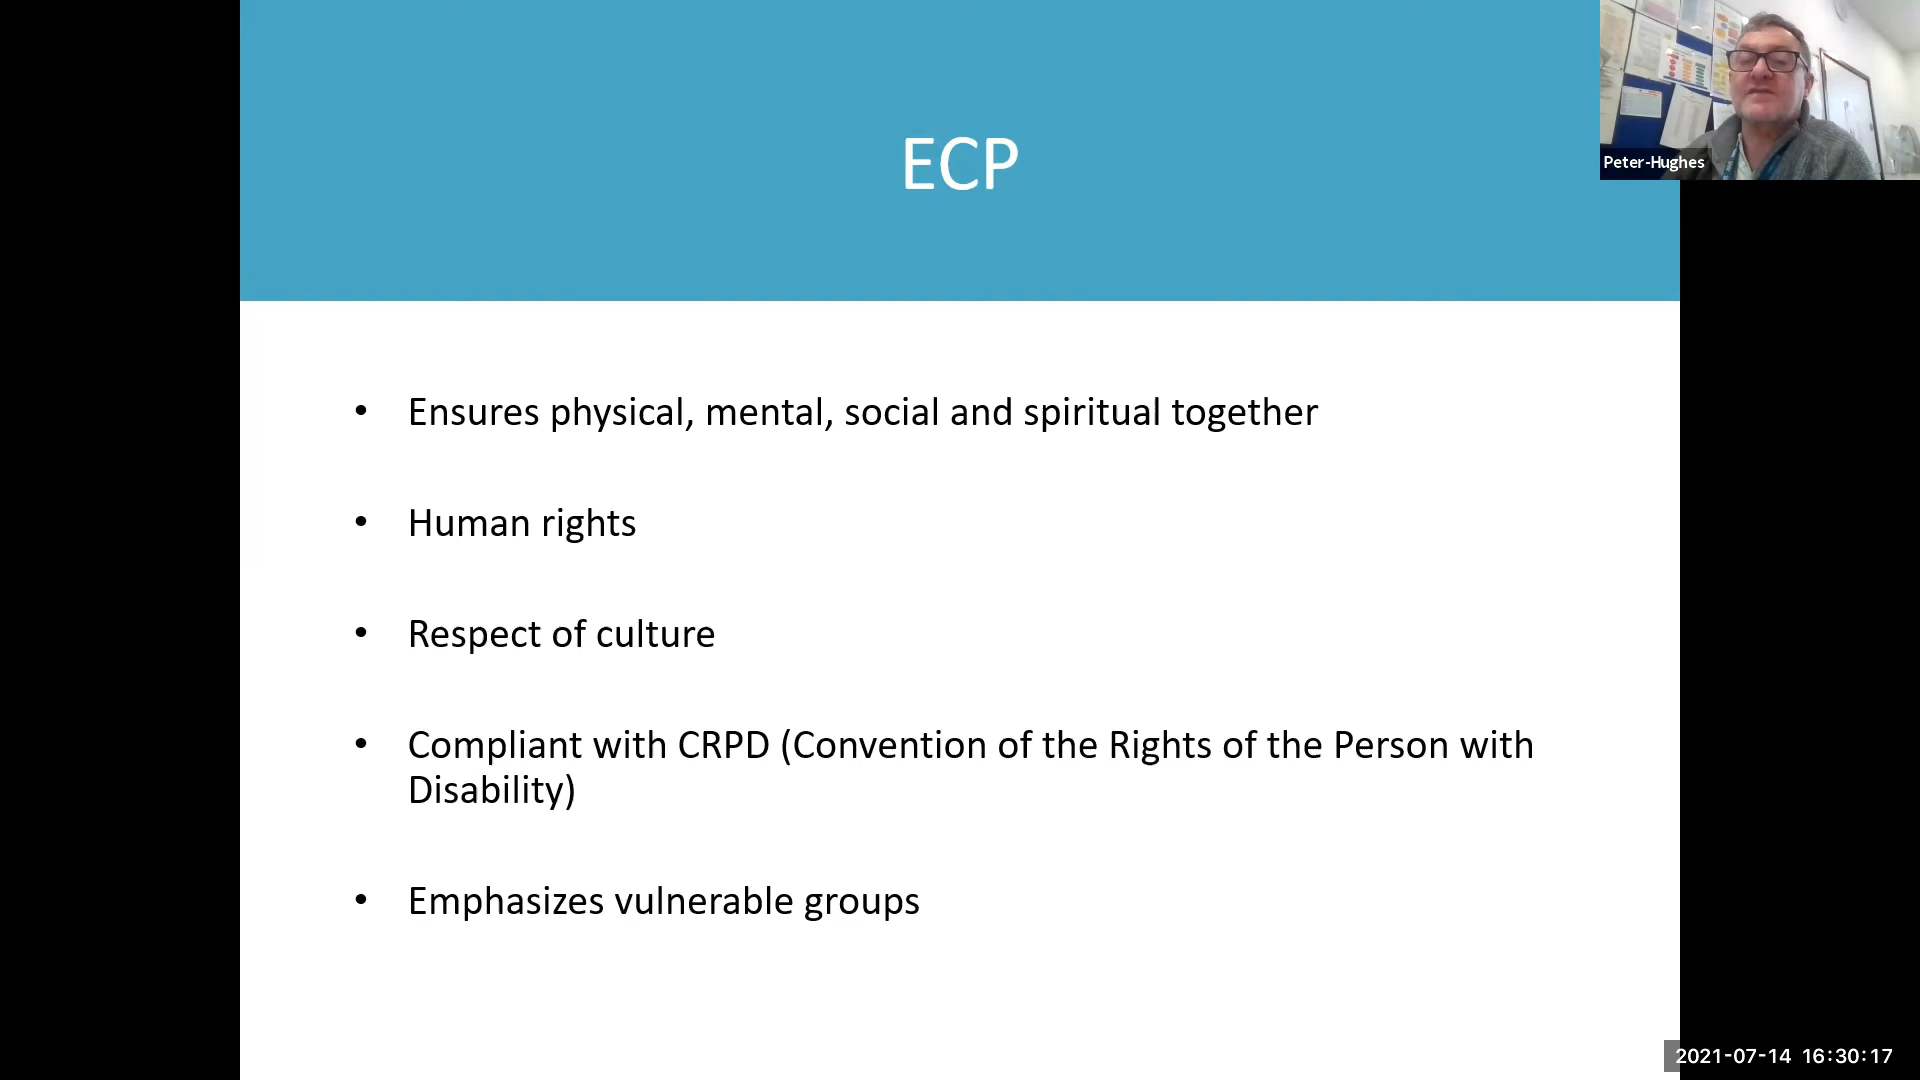 ECP
Peter-Hughes
• Ensures physical, mental, social and spiritual together
• Human rights
• Respect of culture
• Compliant with CRPD (Convention of the Rights of the Person with
Disability)
• Emphasizes vulnerable groups
2021-07-14 16:30:17